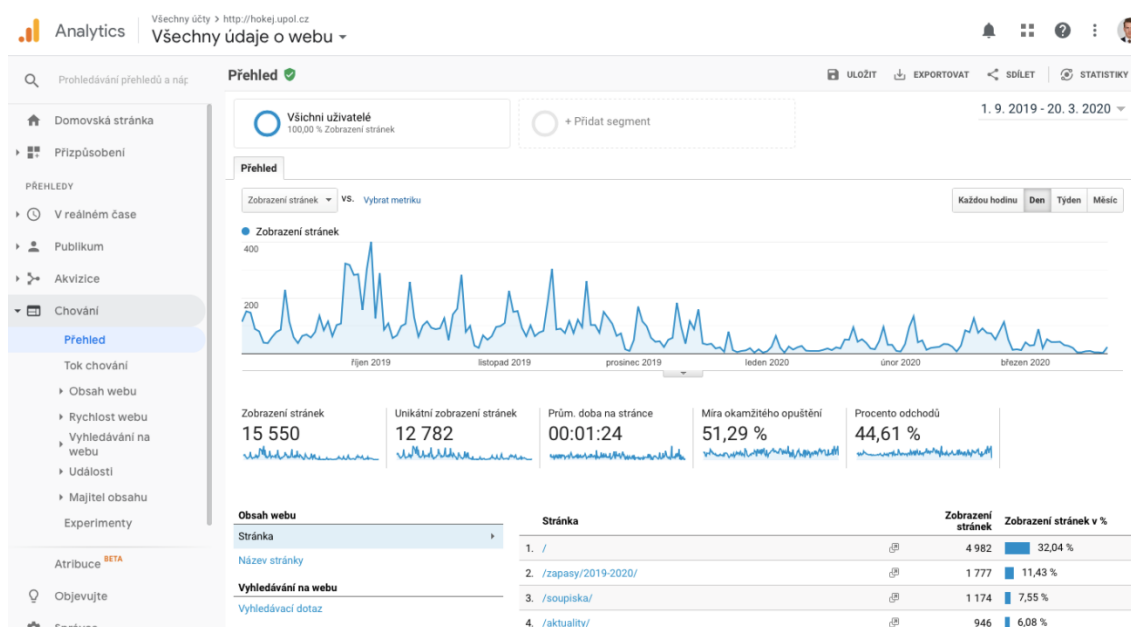 Všechny účty > http://hokej.upol.cz
Analytics
Všechny údaje o webu
Prohledávání přehledů a náp
Přehled
ULOŽIT
EXPORTOVAT
SDÍLET
STATISTIKY
Domovská stránka
Přizpůsobení
PŘEHLEDY
V reálném čase
Publikum
Akvizice
Chování
Přehled
Tok chování
Obsah webu
Rychlost webu
Vyhledávání na
webu
Události
Majitel obsahu
Experimenty
Atribuce BETA
Objevujte
Správce
Všichni uživatelé
100,00 % Zobrazení stránek
+ Přidat segment
1. 9. 2019 - 20. 3. 2020
Přehled
Zobrazení stránek
VS.
Vybrat metriku
Každou hodinu
Den
Týden
Měsíc
Zobrazení stránek
400
200
říjen 2019
listopad 2019
prosinec 2019
leden 2020
únor 2020
březen 2020
Zobrazení stránek
15 550
Unikátní zobrazení stránek
12 782
Prům. doba na stránce
00:01:24
Míra okamžitého opuštění
51,29 %
Procento odchodů
44,61 %
Obsah webu
Stránka
Název stránky
Vyhledávání na webu
Vyhledávací dotaz
Stránka
Zobrazení
stránek
Zobrazení stránek v %
1. / 4 982 32,04 %
2. /zapasy/2019-2020/ 1 777 11,43 %
3. /soupiska/ 1 174 7,55 %
4. /aktuality/ 946 6,08 %